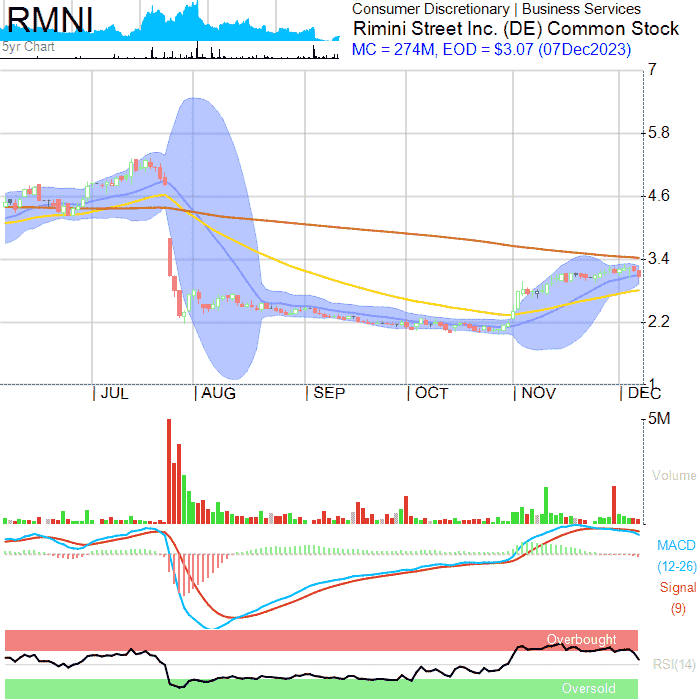 RMNI
5yr Chart
Consumer Discretionary | Business Services
Rimini Street Inc. (DE) Common Stock
MC = 274M, EOD = $3.07 (07Dec2023)
7
5.8
4.6
3.4
2.2
1
JUL AUG SEP OCT NOV DEC
5M
Volume
MACD
(12-26)
Signal
(9)
Overbought
RSI(14)
Oversold